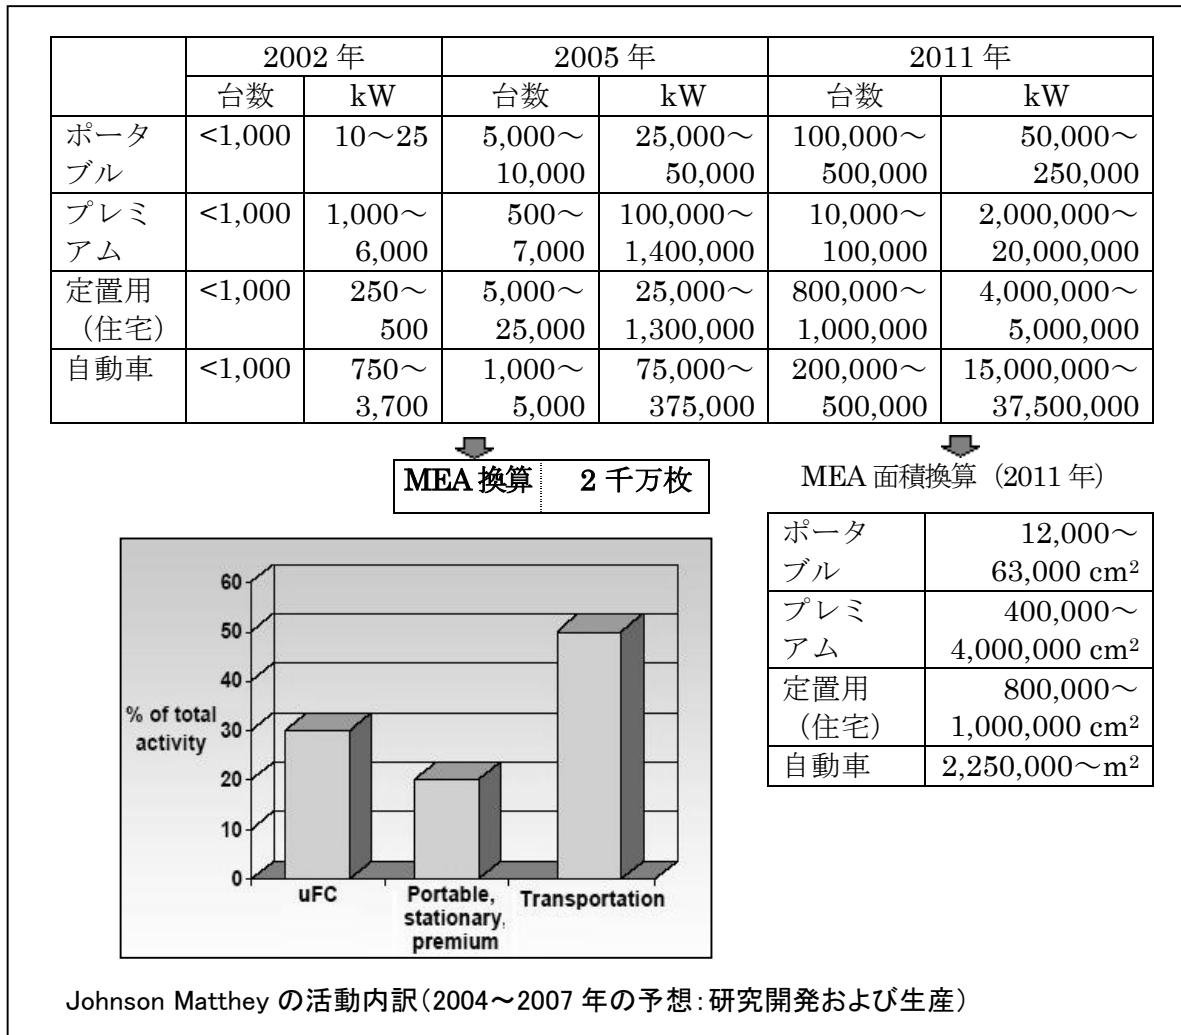 2002 年 2005 年 2011 年
台数 kW 台数 kW 台数 kW
ポータ <1,000 10～25 5,000～ 25,000～ 100,000～ 50,000～
ブル 10,000 50,000 500,000 250,000
プレミ <1,000 1,000～ 500～ 100,000～ 10,000～ 2,000,000～
アム 6,000 7,000 1,400,000 100,000 20,000,000
定置用 <1,000 250～ 5,000～ 25,000～ 800,000～ 4,000,000～
（住宅） 500 25,000 1,300,000 1,000,000 5,000,000
自動車 <1,000 750～ 1,000～ 75,000～ 200,000～ 15,000,000～
3,700 5,000 375,000 500,000 37,500,000
MEA 換算 2 千万枚
MEA 面積換算（2011 年）
ポータ 12,000～
ブル 63,000 cm²
プレミ 400,000～
アム 4,000,000 cm²
定置用 800,000～
（住宅） 1,000,000 cm²
自動車 2,250,000～m²
60
50
40
% of total
activity
30
20
10
0
uFC
Portable,
stationary,
premium
Transportation
Johnson Matthey の活動内訳（2004～2007 年の予想：研究開発および生産）